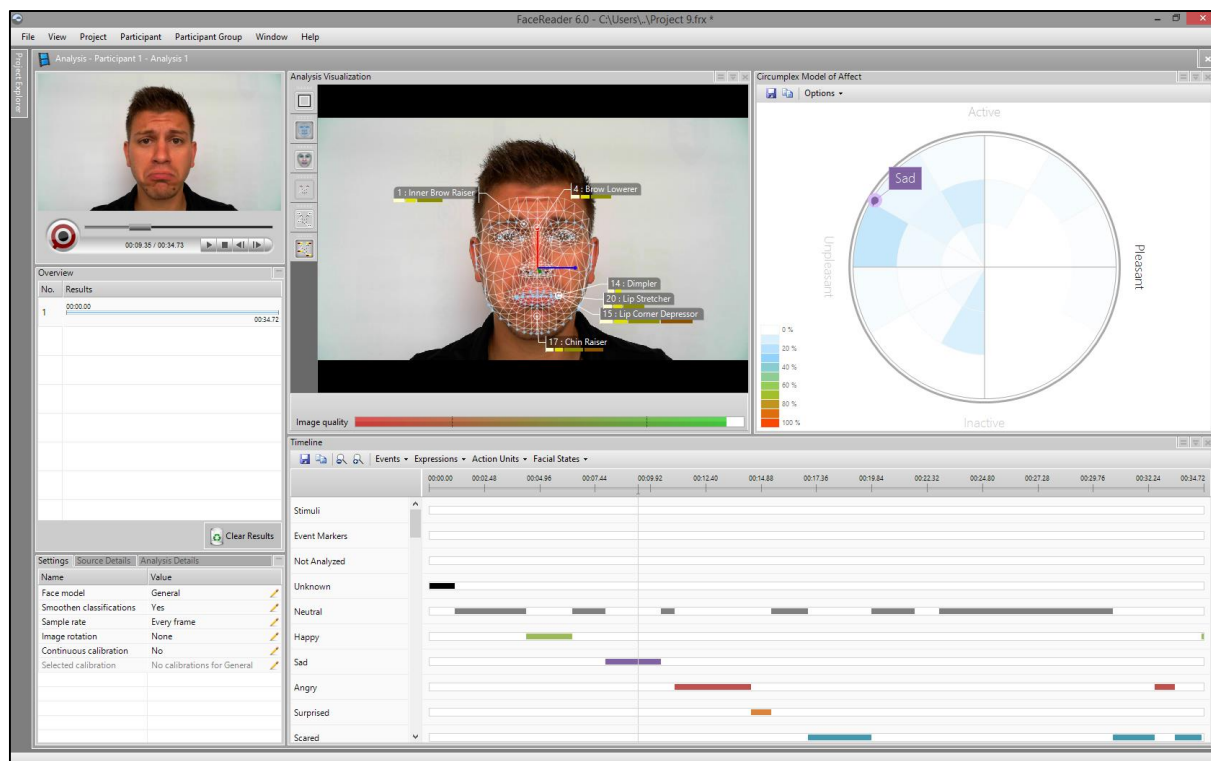 FaceReader 6.0 - C:\Users\..\Project 9.frx *
File View Project Participant Participant Group Window Help
Project Explorer
Analysis - Participant 1 - Analysis 1
00:09.35 / 00:34.73
Overview
No. Results
1 00:00.00
00:34.72
Clear Results
Settings Source Details Analysis Details
Name Value
Face model General
Smoothen classifications Yes
Sample rate Every frame
Image rotation None
Continuous calibration No
Selected calibration No calibrations for General
Analysis Visualization
1 : Inner Brow Raiser
4 : Brow Lowerer
14 : Dimpler
20 : Lip Stretcher
15 : Lip Corner Depressor
17 : Chin Raiser
Image quality
Circumplex Model of Affect
Options
Active
Sad
Unpleasant
Pleasant
Inactive
0 %
20 %
40 %
60 %
80 %
100 %
Timeline
Events Expressions Action Units Facial States
00:00.00 00:02.48 00:04.96 00:07.44 00:09.92 00:12.40 00:14.88 00:17.36 00:19.84 00:22.32 00:24.80 00:27.28 00:29.76 00:32.24 00:34.72
Stimuli
Event Markers
Not Analyzed
Unknown
Neutral
Happy
Sad
Angry
Surprised
Scared